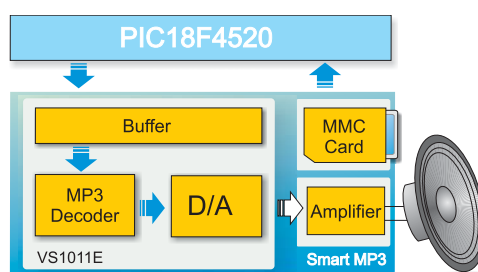 PIC18F4520
Buffer
MMC
Card
MP3
Decoder
D/A
Amplifier
VS1011E
Smart MP3